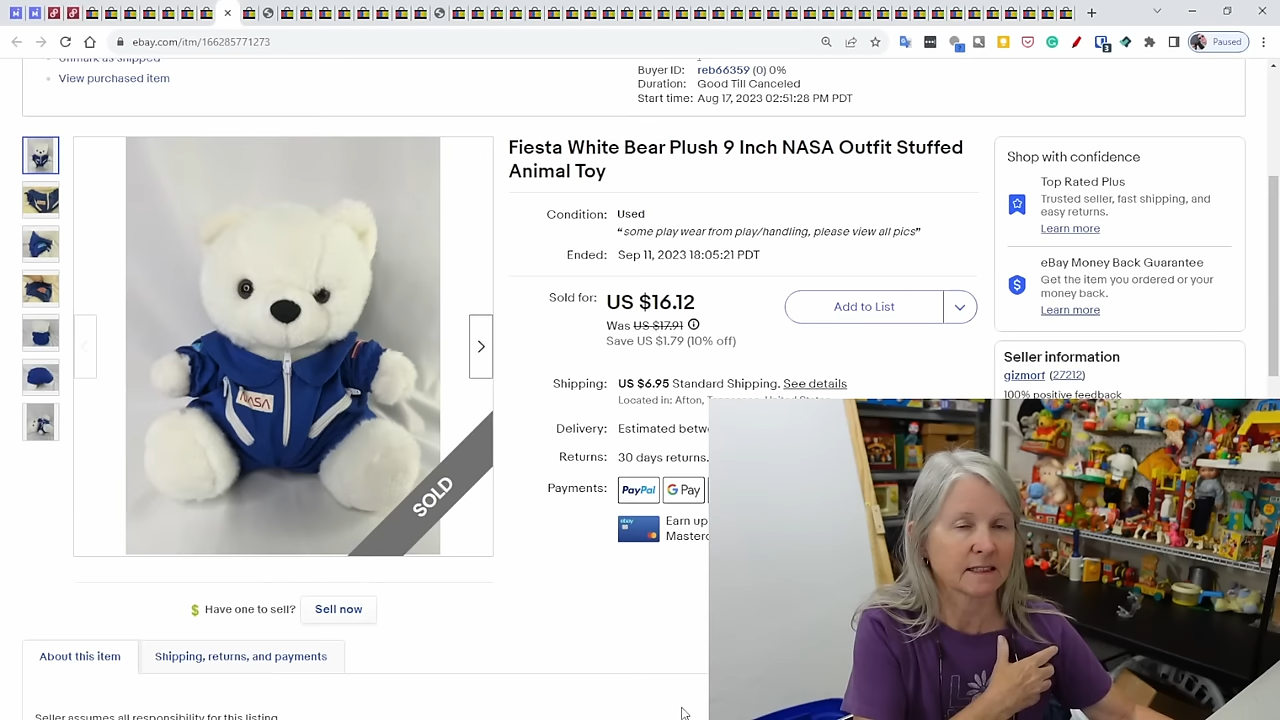 ebay.com/itm/166285771273
Paused
Unmark as shipped
View purchased item
Buyer ID: reb66359 (0) 0%
Duration: Good Till Canceled
Start time: Aug 17, 2023 02:51:28 PM PDT
Fiesta White Bear Plush 9 Inch NASA Outfit Stuffed
Animal Toy
Condition: Used
"some play wear from play/handling, please view all pics"
Ended: Sep 11, 2023 18:05:21 PDT
Sold for: US $16.12
Was US $17.91
Save US $1.79 (10% off)
Add to List
Shipping: US $6.95 Standard Shipping. See details
Located in: Afton, Tennessee, United States
Delivery: Estimated betw
Returns: 30 days returns.
Payments: PayPal G Pay
ebay
Earn up
Masterc
NASA
SOLD
Shop with confidence
Top Rated Plus
Trusted seller, fast shipping, and
easy returns.
Learn more
eBay Money Back Guarantee
Get the item you ordered or your
money back.
Learn more
Seller information
gizmorf (27212)
100% positive feedback
Have one to sell? Sell now
About this item
Shipping, returns, and payments
Seller assumes all responsibility for this listing